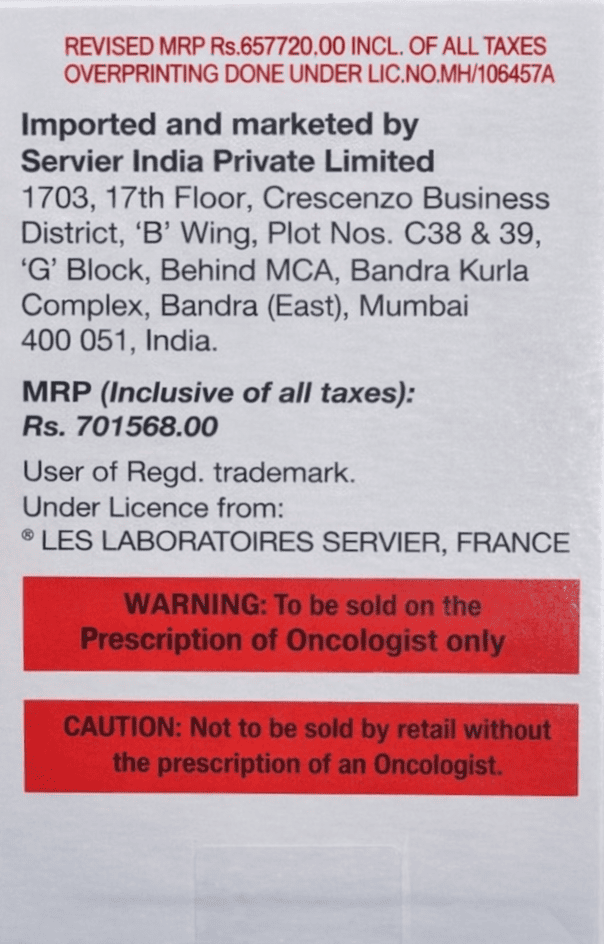 REVISED MRP Rs.657720.00 INCL. OF ALL TAXES
OVERPRINTING DONE UNDER LIC.NO.MH/106457A
Imported and marketed by
Servier India Private Limited
1703, 17th Floor, Crescenzo Business
District, ‘B’ Wing, Plot Nos. C38 & 39,
‘G’ Block, Behind MCA, Bandra Kurla
Complex, Bandra (East), Mumbai
400 051, India.
MRP (Inclusive of all taxes):
Rs. 701568.00
User of Regd. trademark.
Under Licence from:
® LES LABORATOIRES SERVIER, FRANCE
WARNING: To be sold on the
Prescription of Oncologist only
CAUTION: Not to be sold by retail without
the prescription of an Oncologist.